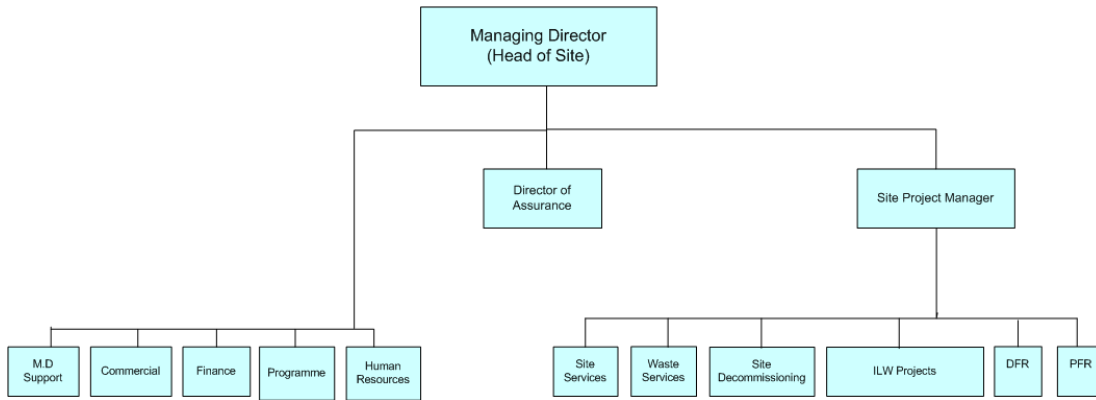 Managing Director
(Head of Site)
Director of
Assurance
Site Project Manager
M.D
Support
Commercial
Finance
Programme
Human
Resources
Site
Services
Waste
Services
Site
Decommissioning
ILW Projects
DFR
PFR